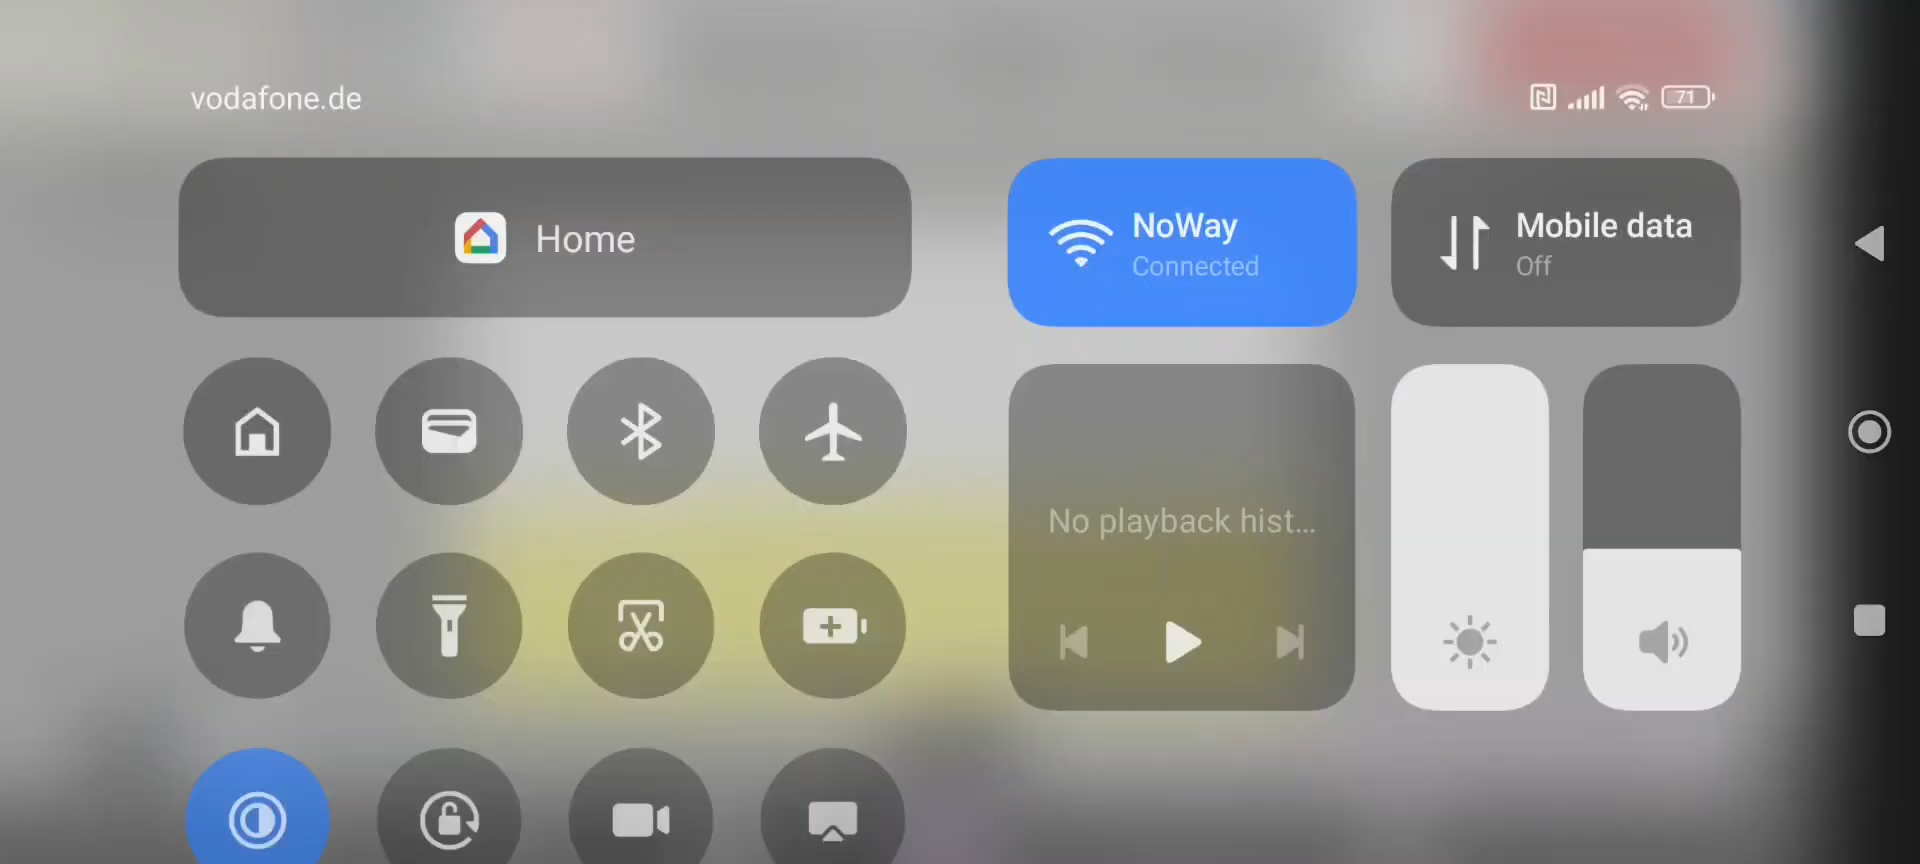 vodafone.de
71
Home
NoWay
Connected
Mobile data
Off
No playback hist...